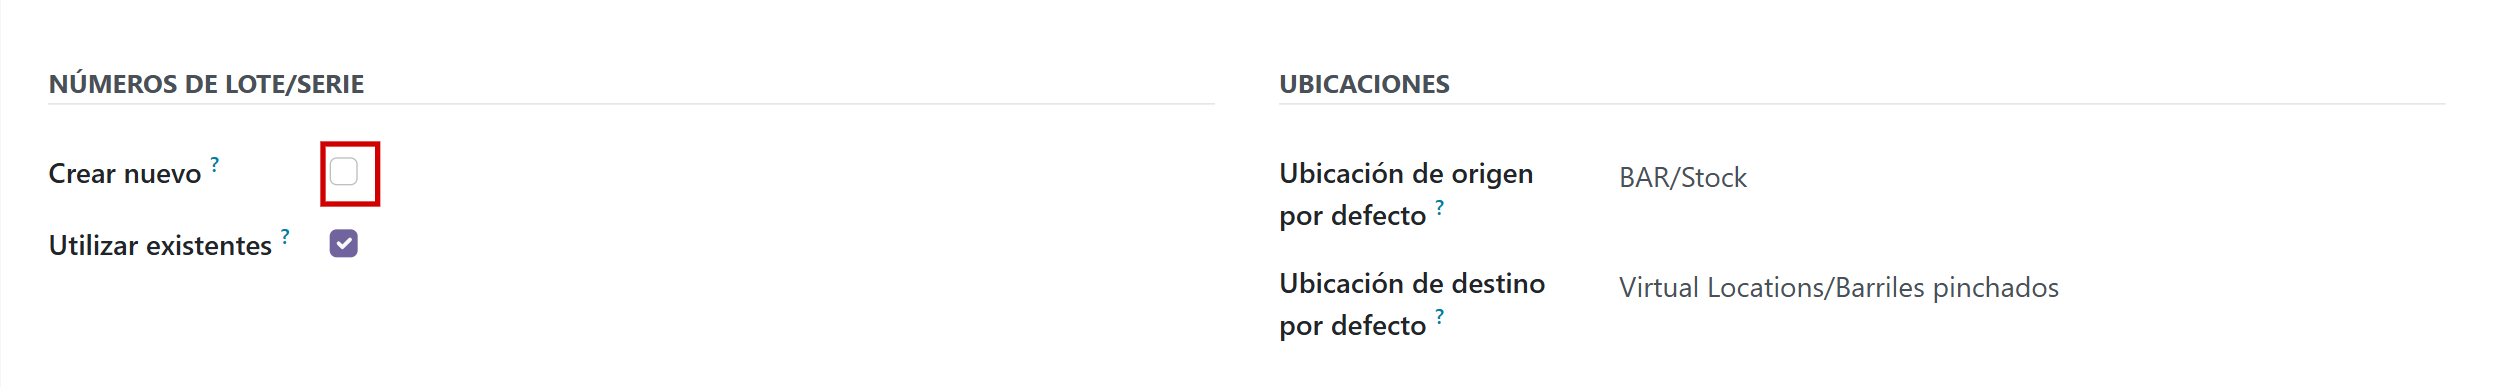 NÚMEROS DE LOTE/SERIE
Crear nuevo ?
Utilizar existentes ?
UBICACIONES
Ubicación de origen
por defecto ?
BAR/Stock
Ubicación de destino
por defecto ?
Virtual Locations/Barriles pinchados